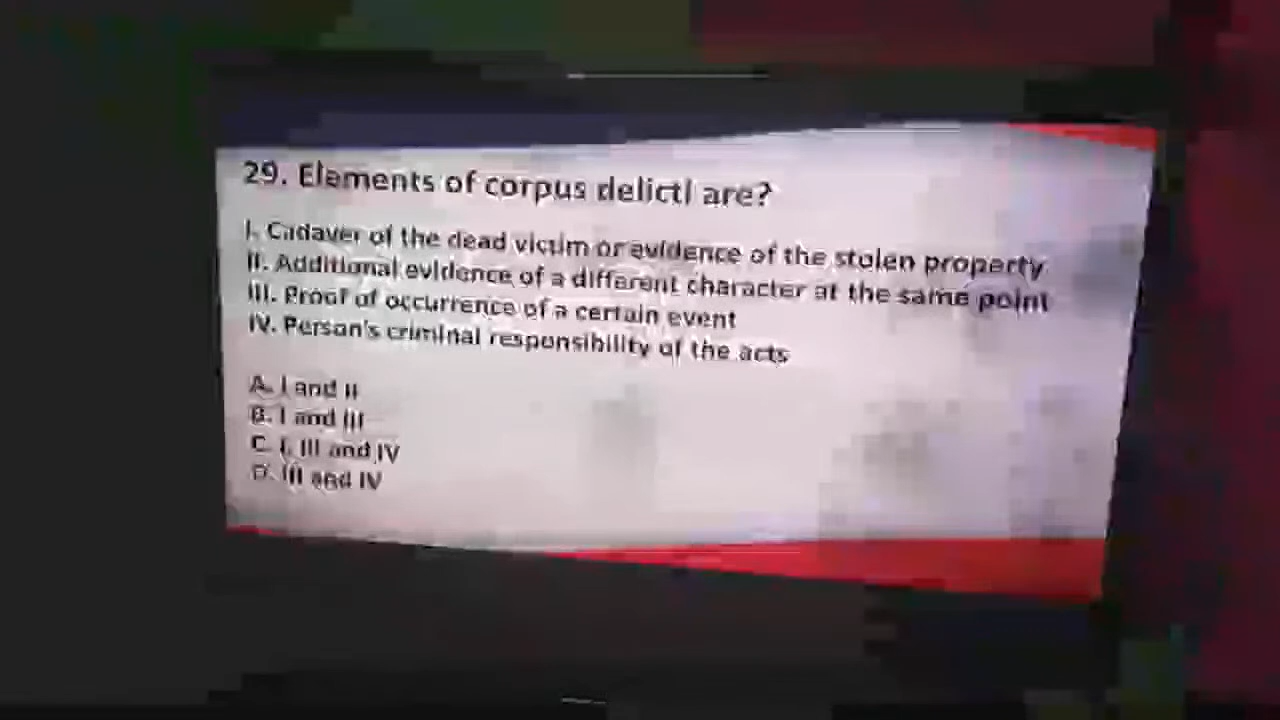 29. Elements of corpus delicti are?
I. Cadaver of the dead victim or evidence of the stolen property
II. Additional evidence of a different character at the same point
III. Proof of occurrence of a certain event
IV. Person's criminal responsibility of the acts
A. I and II
B. I and III
C. I, III and IV
D. III and IV